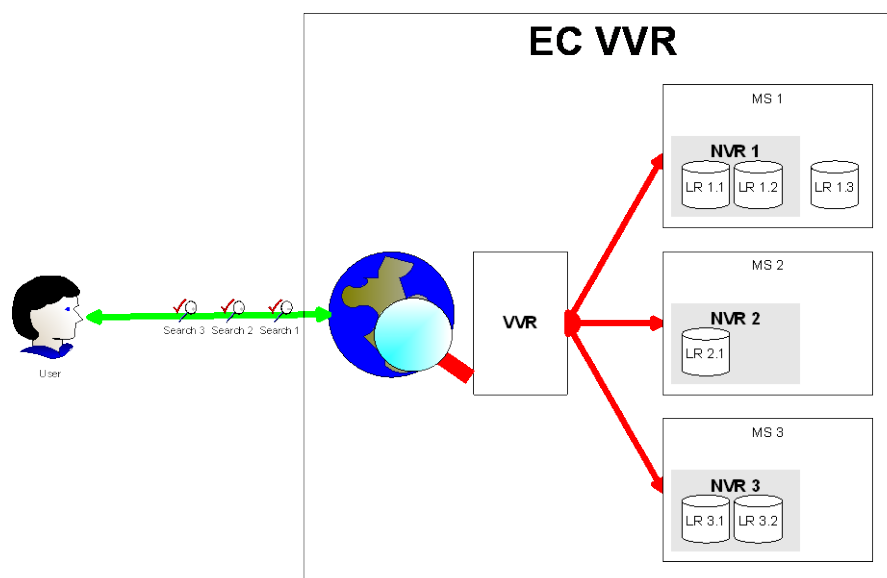 EC VVR
MS 1
NVR 1
LR 1.1 LR 1.2 LR 1.3
MS 2
NVR 2
LR 2.1
MS 3
NVR 3
LR 3.1 LR 3.2
VVR
Search 3 Search 2 Search 1
User